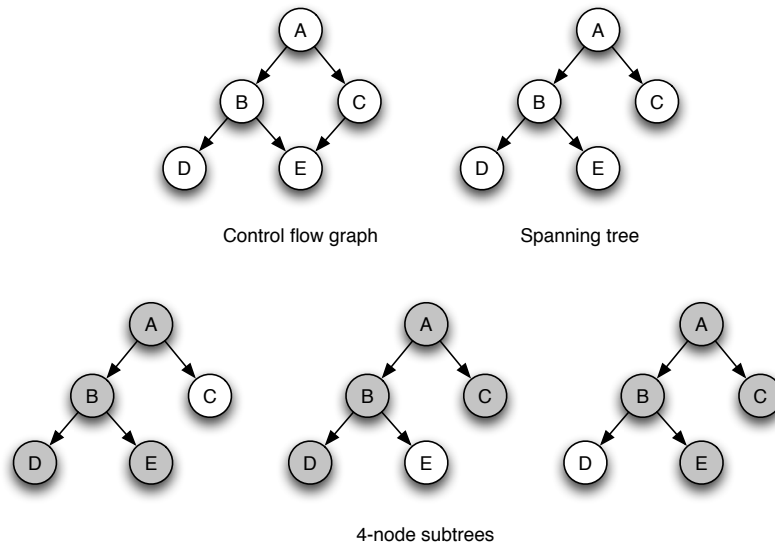 A A
B C B C
D E D E
Control flow graph Spanning tree
A A A
B C B C B C
D E D E D E
4-node subtrees